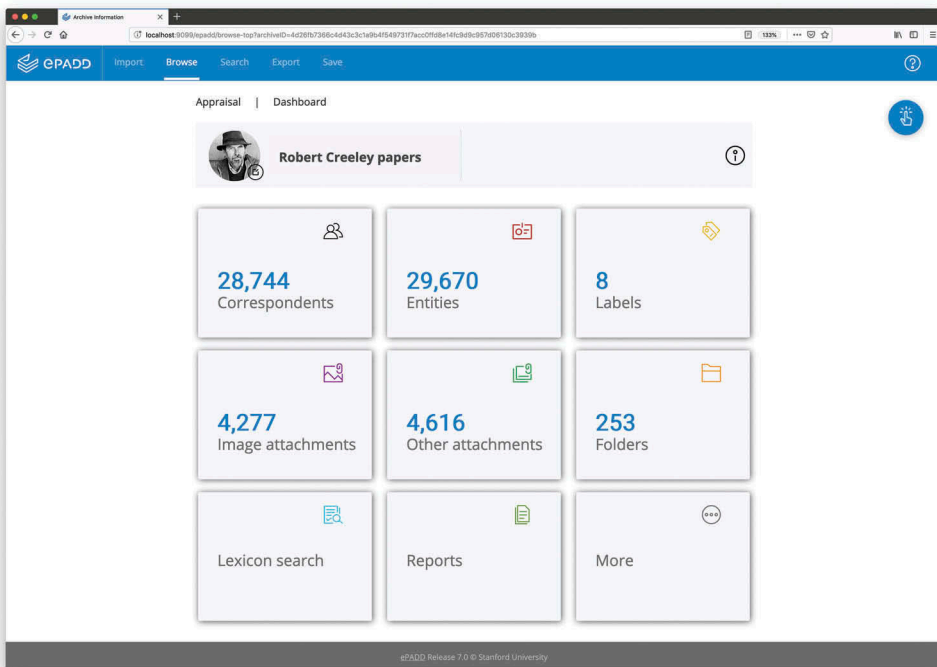 Archive Information
localhost:9099/epadd/browse-top?archiveID=4d26fb7366c4d43c3c1a9b4f549731f7acc0ffd8e14fc9d9c957d06130c3939b
133%
ePADD
Import Browse Search Export Save
Appraisal | Dashboard
Robert Creeley papers
28,744
Correspondents
29,670
Entities
8
Labels
4,277
Image attachments
4,616
Other attachments
253
Folders
Lexicon search
Reports
More
ePADD Release 7.0 © Stanford University